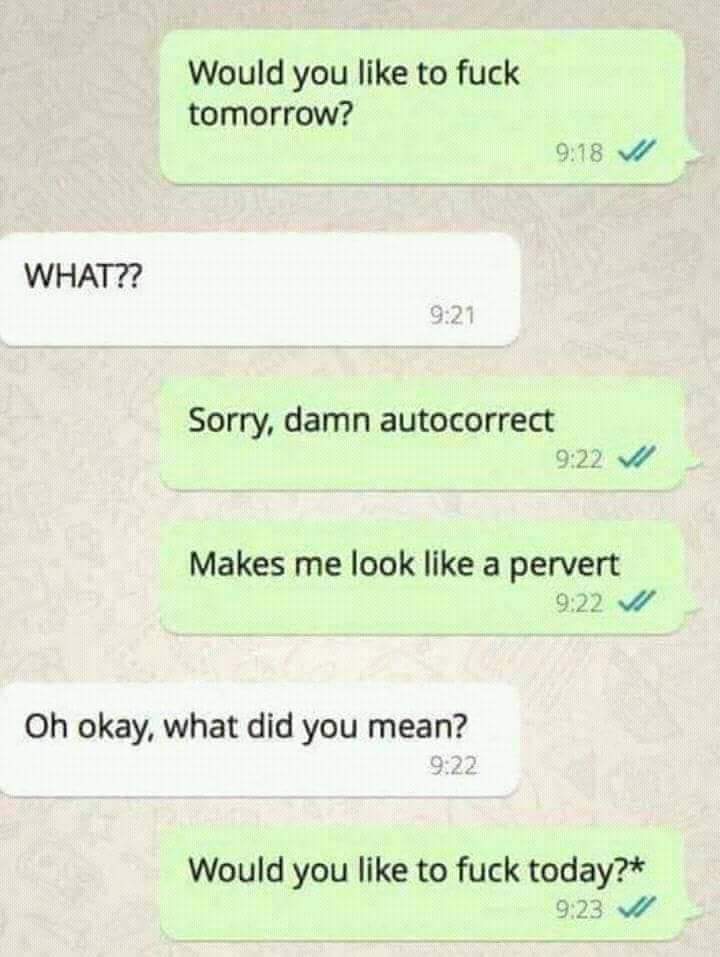 Would you like to fuck
tomorrow?
9:18
WHAT??
9:21
Sorry, damn autocorrect
9:22
Makes me look like a pervert
9:22
Oh okay, what did you mean?
9:22
Would you like to fuck today?*
9:23